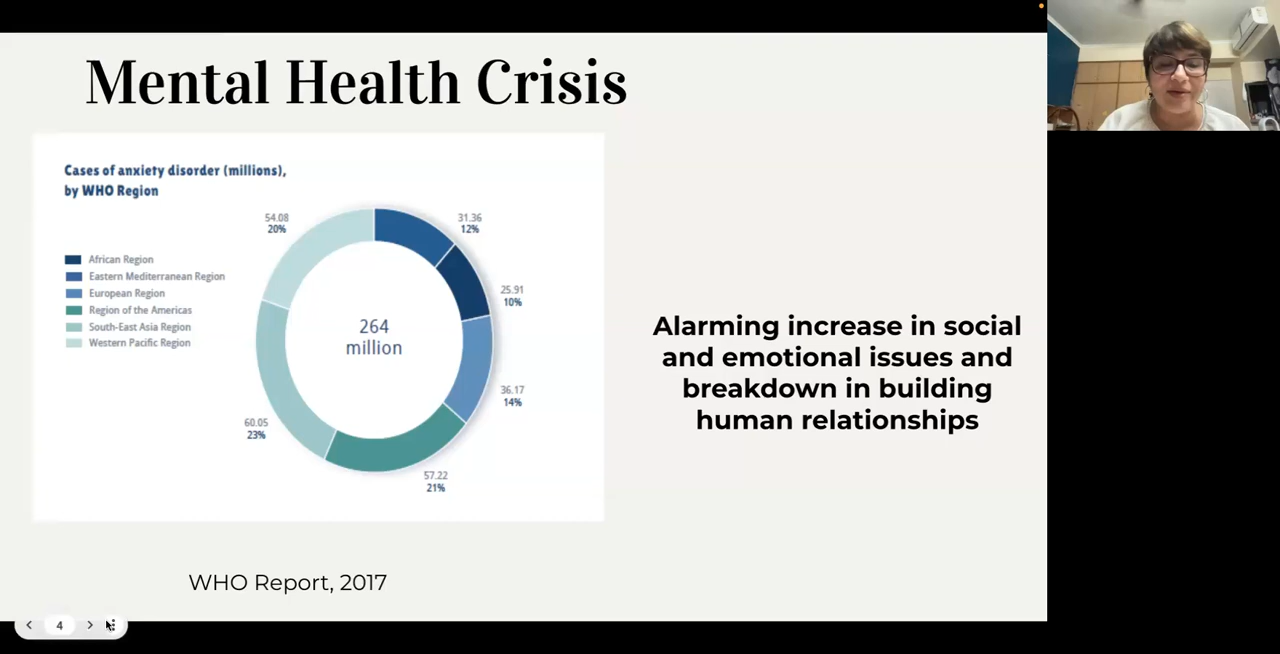 Mental Health Crisis
Cases of anxiety disorder (millions),
by WHO Region
African Region
Eastern Mediterranean Region
European Region
Region of the Americas
South-East Asia Region
Western Pacific Region
54.08
20%
31.36
12%
25.91
10%
264
million
36.17
14%
60.05
23%
57.22
21%
Alarming increase in social
and emotional issues and
breakdown in building
human relationships
WHO Report, 2017
4